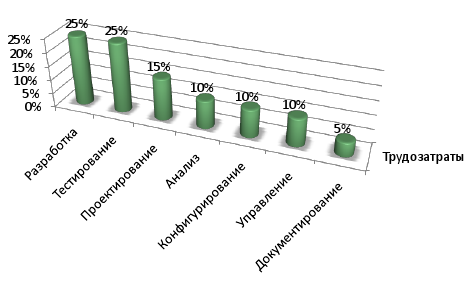 25%
20%
15%
10%
5%
0%
25%
25%
15%
10%
10%
10%
5%
Разработка
Тестирование
Проектирование
Анализ
Конфигурирование
Управление
Документирование
Трудозатраты